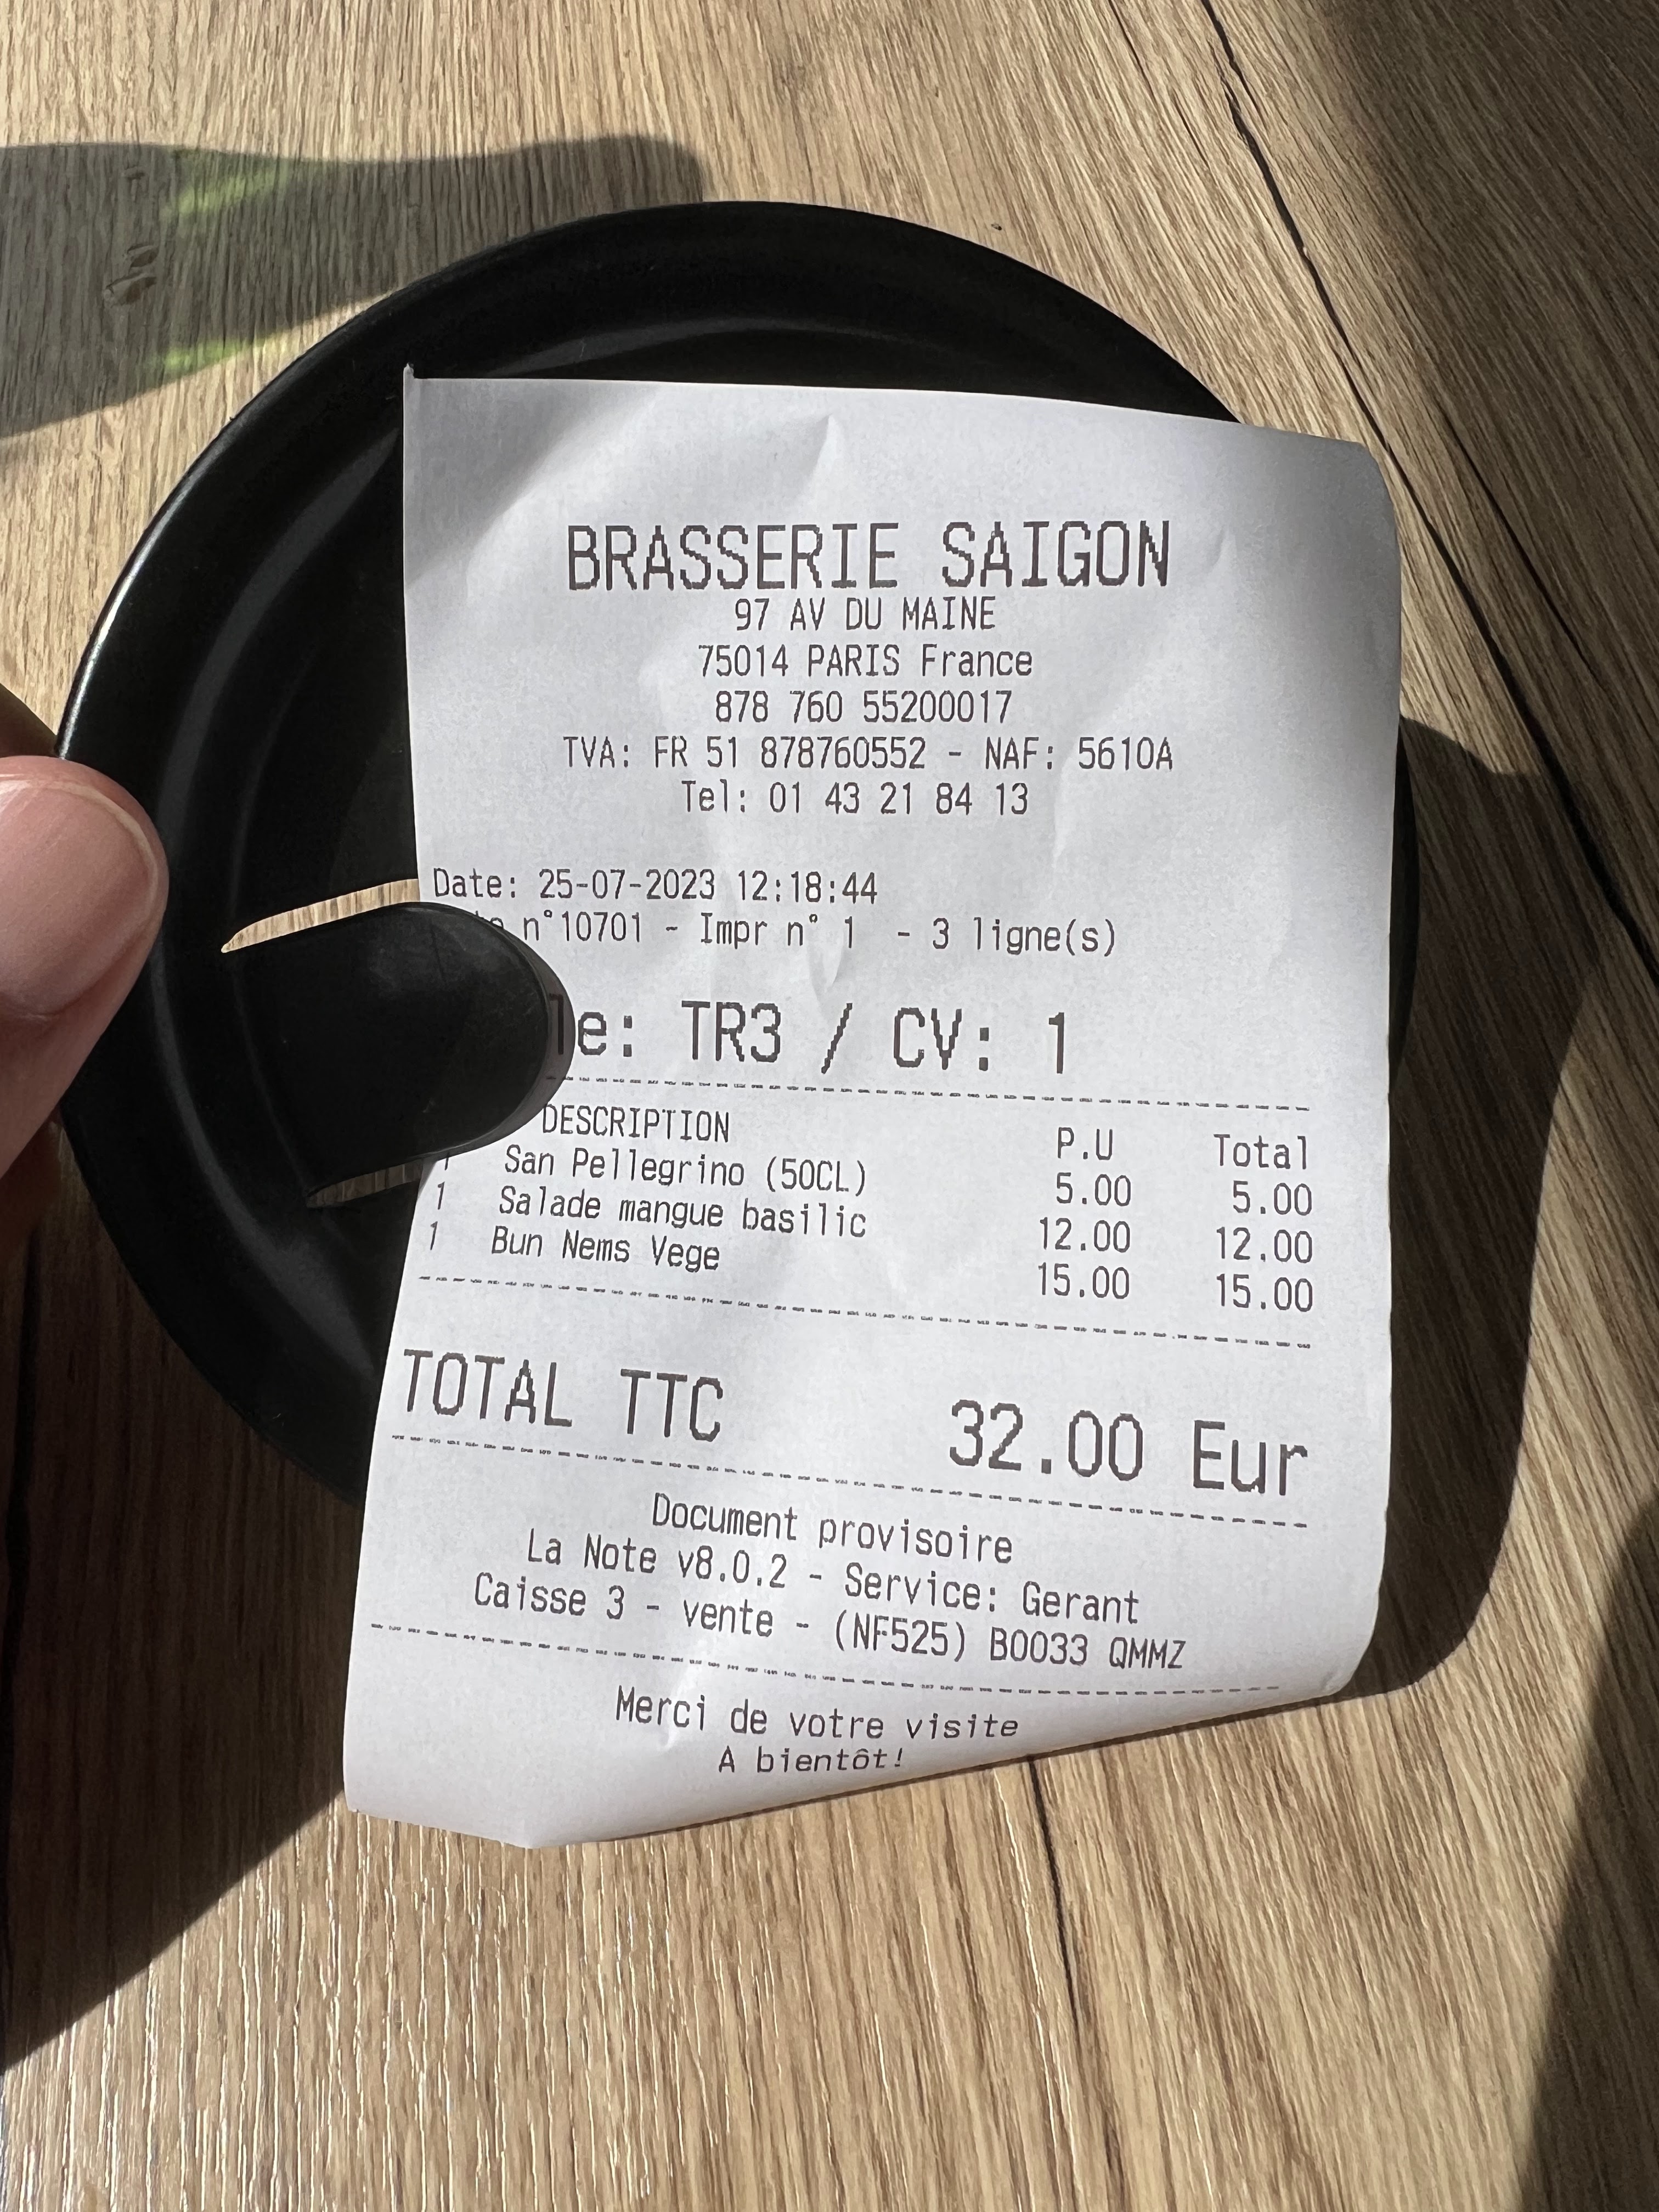 BRASSERIE SAIGON
97 AV DU MAINE
75014 PARIS France
878 760 55200017
TVA: FR 51 878760552 - NAF: 5610A
Tel: 01 43 21 84 13
Date: 25-07-2023 12:18:44
n°10701 - Impr n° 1 - 3 ligne(s)
le: TR3 / CV: 1
DESCRIPTION P.U Total
1 San Pellegrino (50CL) 5.00 5.00
1 Salade mangue basilic 12.00 12.00
1 Bun Nems Vege 15.00 15.00
TOTAL TTC 32.00 Eur
Document provisoire
La Note v8.0.2 - Service: Gerant
Caisse 3 - vente - (NF525) B0033 QMMZ
Merci de votre visite
A bientôt!